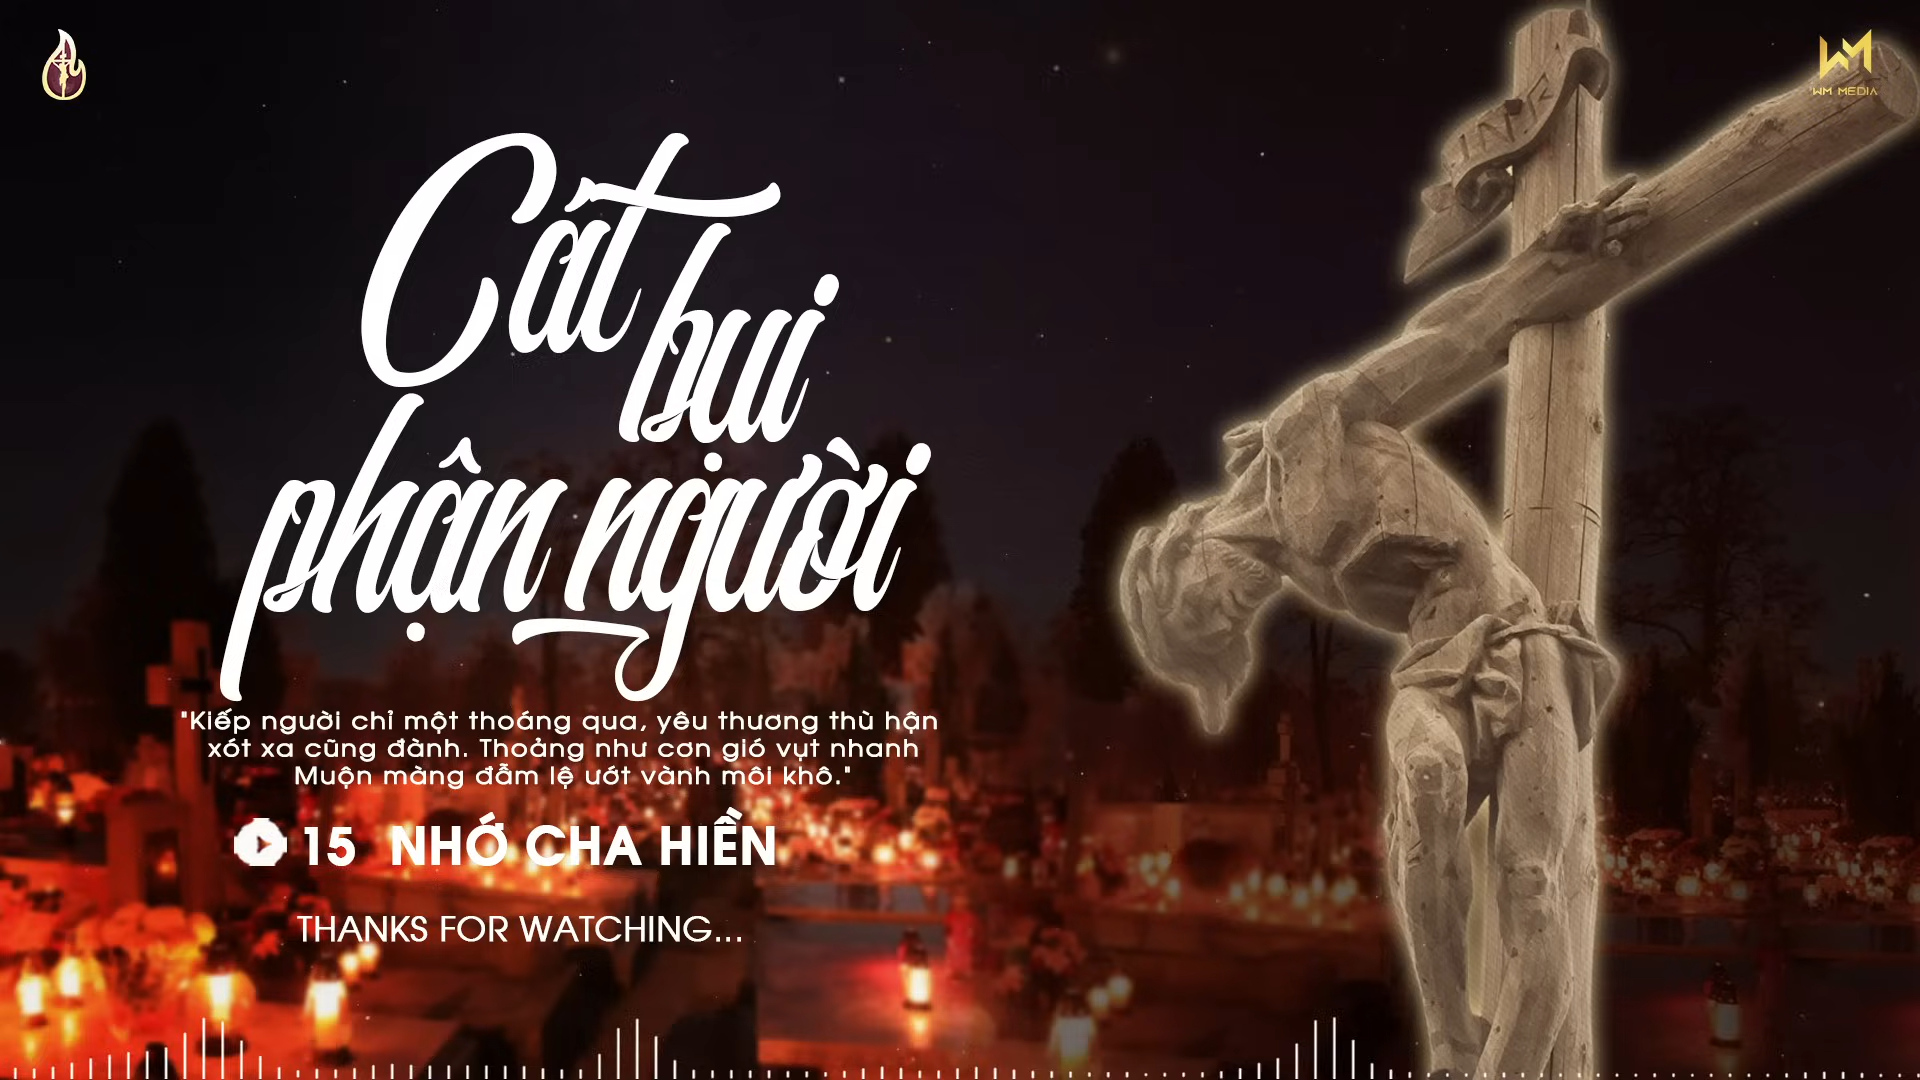 WM MEDIA
INRI
Cát
bụi
phận người
"Kiếp người chỉ một thoáng qua, yêu thương thù hận
xót xa cũng đành. Thoảng như cơn gió vụt nhanh
Muộn màng đẫm lệ ướt vành môi khô."
15 NHỚ CHA HIỀN
THANKS FOR WATCHING...